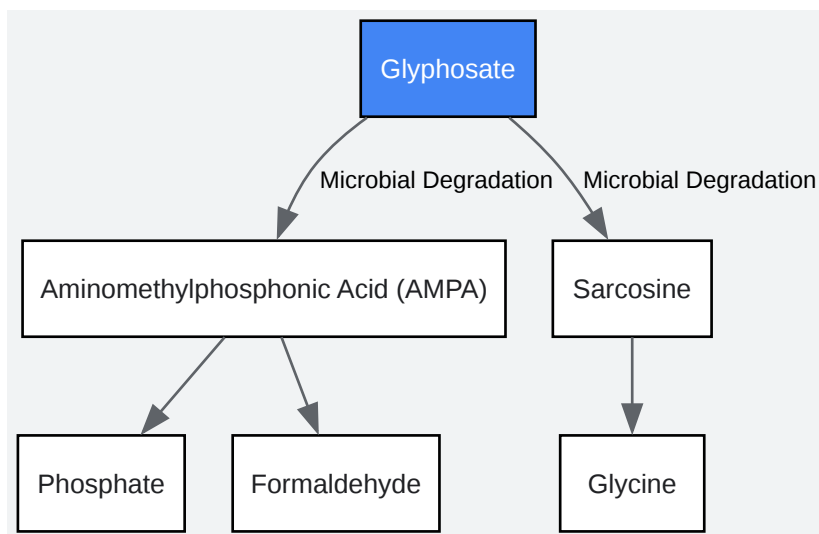 Glyphosate
Microbial Degradation
Microbial Degradation
Aminomethylphosphonic Acid (AMPA)
Sarcosine
Phosphate
Formaldehyde
Glycine